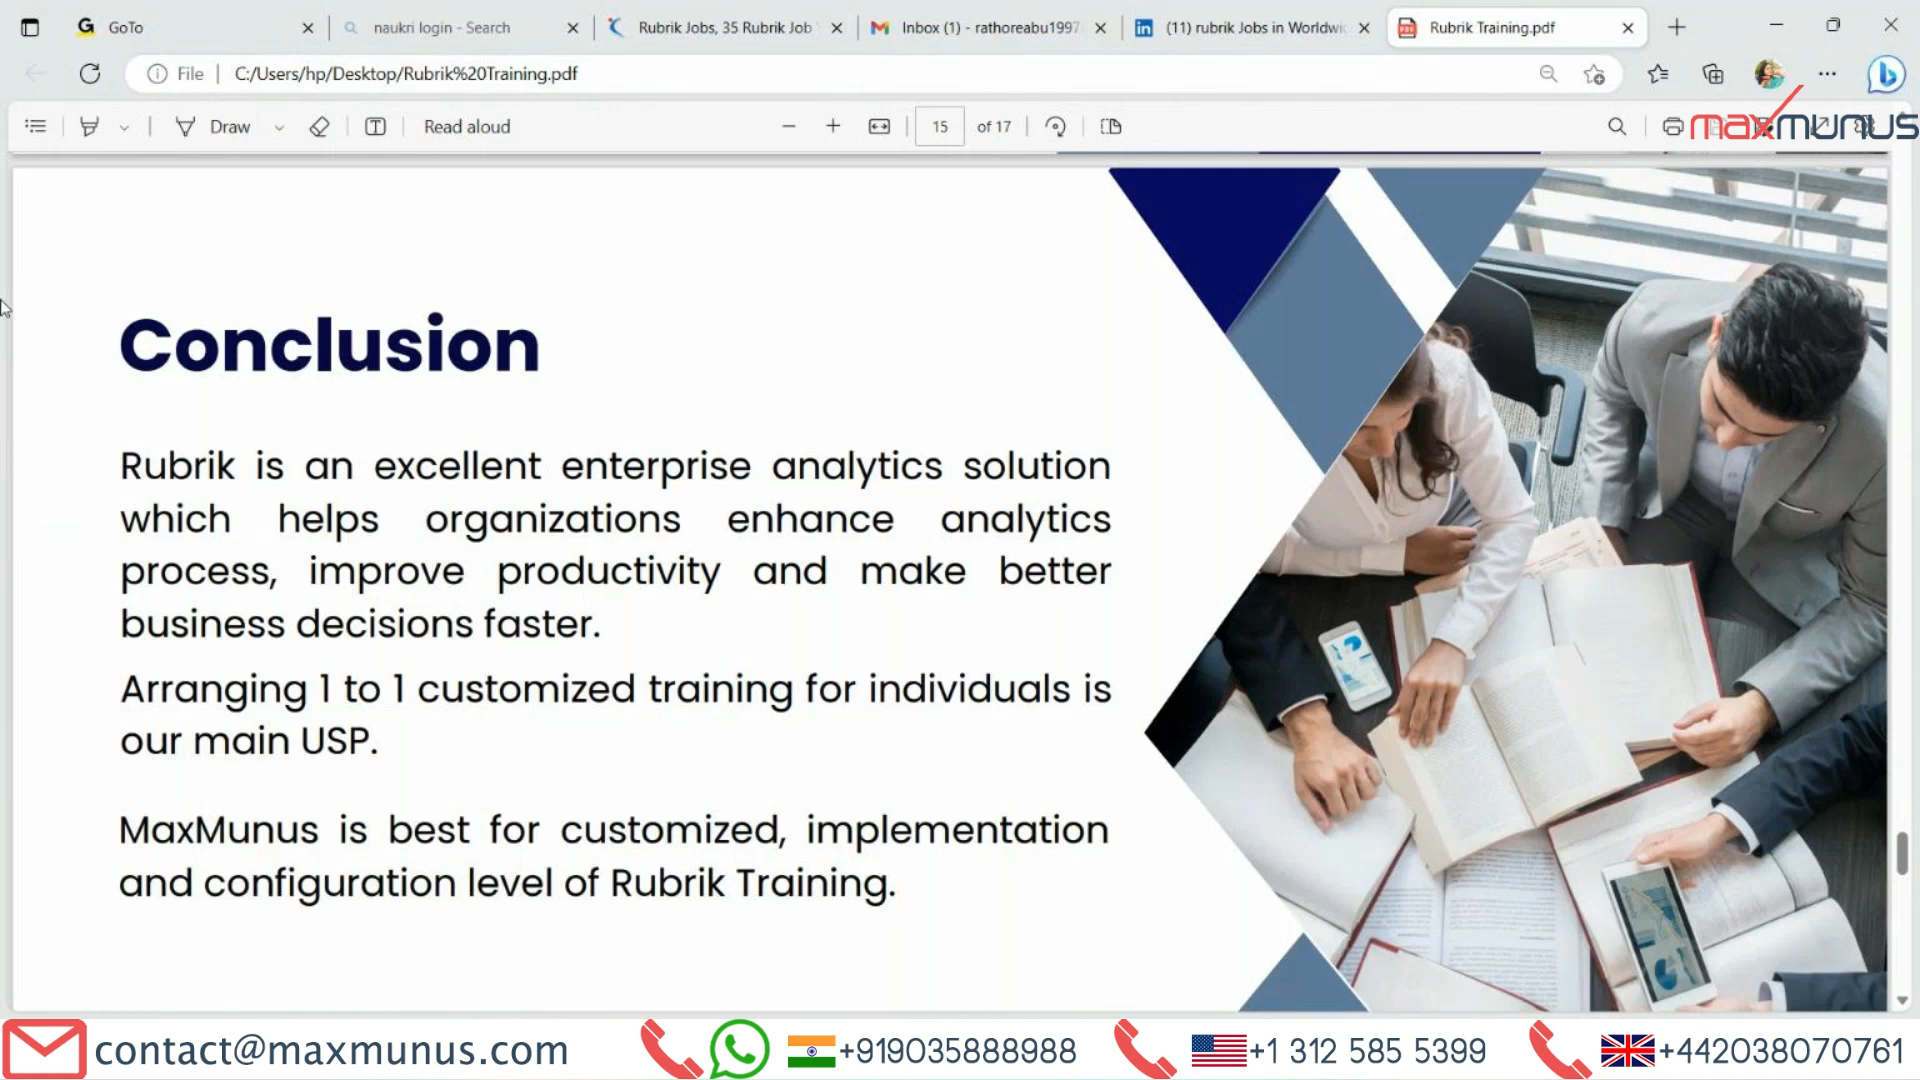 GoTo
naukri login - Search
Rubrik Jobs, 35 Rubrik Job
Inbox (1) - rathoreabu1997
(11) rubrik Jobs in Worldwi
Rubrik Training.pdf
File
C:/Users/hp/Desktop/Rubrik%20Training.pdf
Draw
Read aloud
15 of 17
maxmunus
Conclusion
Rubrik is an excellent enterprise analytics solution
which helps organizations enhance analytics
process, improve productivity and make better
business decisions faster.
Arranging 1 to 1 customized training for individuals is
our main USP.
MaxMunus is best for customized, implementation
and configuration level of Rubrik Training.
contact@maxmunus.com
+919035888988
+1 312 585 5399
+442038070761